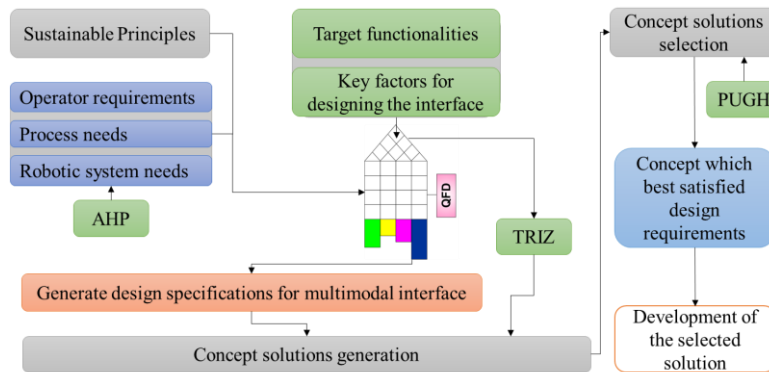 Sustainable Principles
Operator requirements
Process needs
Robotic system needs
AHP
Target functionalities
Key factors for
designing the interface
QFD
TRIZ
Generate design specifications for multimodal interface
Concept solutions generation
Concept solutions
selection
PUGH
Concept which
best satisfied
design
requirements
Development of
the selected
solution